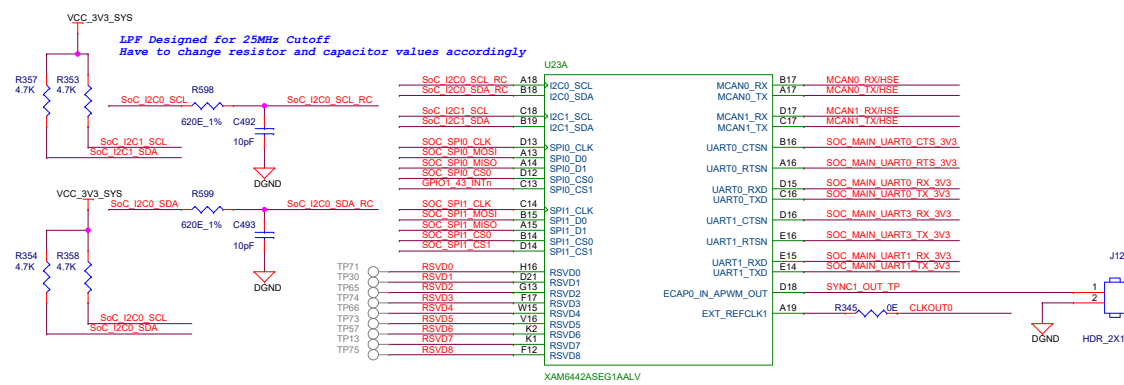 VCC_3V3_SYS
LPF Designed for 25MHz Cutoff
Have to change resistor and capacitor values accordingly
R357
4.7K
R353
4.7K
SoC_I2C0_SCL
R598
620E_1%
SoC_I2C0_SCL_RC
C492
10pF
DGND
SoC_I2C1_SCL
SoC_I2C1_SDA
VCC_3V3_SYS
SoC_I2C0_SDA
R599
620E_1%
SoC_I2C0_SDA_RC
C493
10pF
DGND
R354
4.7K
R358
4.7K
SoC_I2C0_SCL
SoC_I2C0_SDA
U23A
SoC_I2C0_SCL_RC A18 I2C0_SCL
SoC_I2C0_SDA_RC B18 I2C0_SDA
SoC_I2C1_SCL C18 I2C1_SCL
SoC_I2C1_SDA B19 I2C1_SDA
SOC_SPI0_CLK D13 SPI0_CLK
SOC_SPI0_MOSI A13 SPI0_D0
SOC_SPI0_MISO A14 SPI0_D1
SOC_SPI0_CS0 D12 SPI0_CS0
GPIO1_43_INTn C13 SPI0_CS1
SOC_SPI1_CLK C14 SPI1_CLK
SOC_SPI1_MOSI B15 SPI1_D0
SOC_SPI1_MISO A15 SPI1_D1
SOC_SPI1_CS0 B14 SPI1_CS0
SOC_SPI1_CS1 D14 SPI1_CS1
TP71 RSVD0 H16 RSVD0
TP30 RSVD1 D21 RSVD1
TP65 RSVD2 G13 RSVD2
TP74 RSVD3 F17 RSVD3
TP66 RSVD4 W15 RSVD4
TP73 RSVD5 V16 RSVD5
TP57 RSVD6 K2 RSVD6
TP13 RSVD7 K1 RSVD7
TP75 RSVD8 F12 RSVD8
MCAN0_RX B17 MCAN0_RX/HSE
MCAN0_TX A17 MCAN0_TX/HSE
MCAN1_RX D17 MCAN1_RX/HSE
MCAN1_TX C17 MCAN1_TX/HSE
UART0_CTSN B16 SOC_MAIN_UART0_CTS_3V3
UART0_RTSN A16 SOC_MAIN_UART0_RTS_3V3
UART0_RXD D15 SOC_MAIN_UART0_RX_3V3
UART0_TXD C16 SOC_MAIN_UART0_TX_3V3
UART1_CTSN D16 SOC_MAIN_UART3_RX_3V3
UART1_RTSN E16 SOC_MAIN_UART3_TX_3V3
UART1_RXD E15 SOC_MAIN_UART1_RX_3V3
UART1_TXD E14 SOC_MAIN_UART1_TX_3V3
ECAP0_IN_APWM_OUT D18 SYNC1_OUT_TP
EXT_REFCLK1 A19 R345 0E CLKOUT0
XAM6442ASEG1AALV
J12
1
2
DGND
HDR_2X1